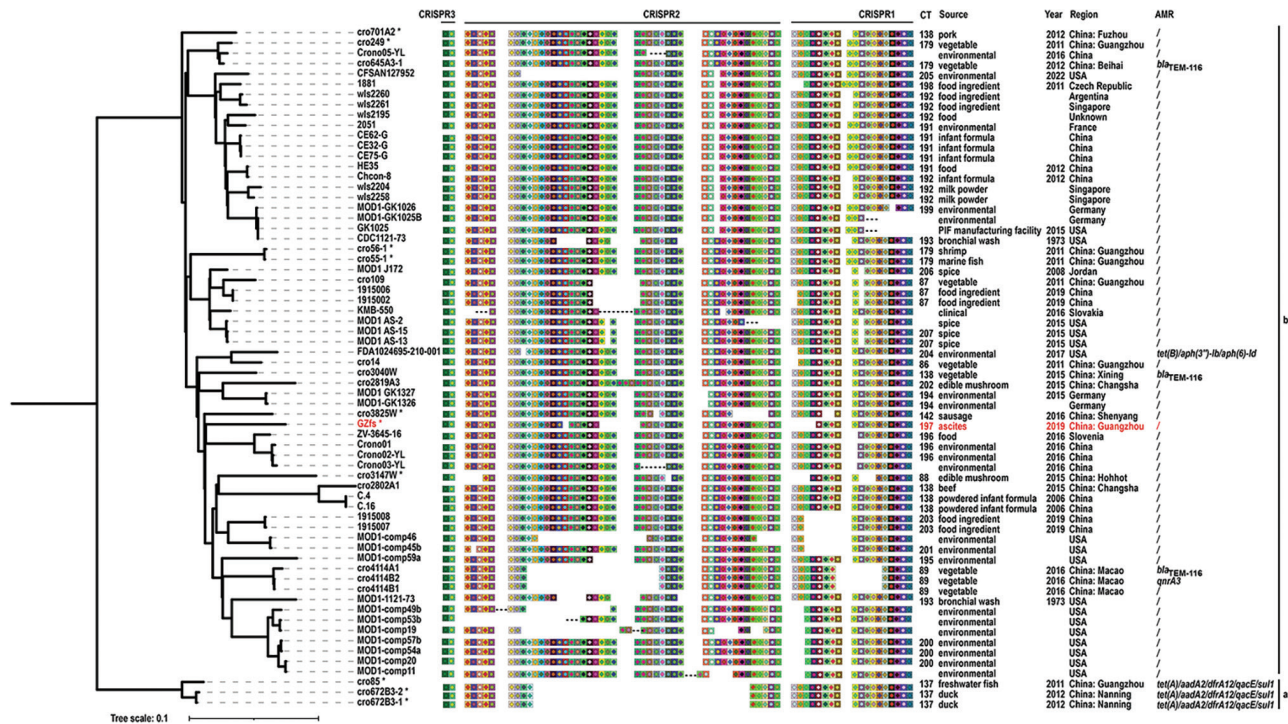 CRISPR3 CRISPR2 CRISPR1 CT Source Year Region AMR
cro701A2 * 138 pork 2012 China: Fuzhou /
cro249 * 179 vegetable 2011 China: Guangzhou /
Crono05-YL environmental 2016 China /
cro645A3-1 179 vegetable 2012 China: Beihai blaTEM-116
CFSAN127952 205 environmental 2022 USA /
1881 198 food ingredient 2011 Czech Republic /
wls2260 192 food ingredient Argentina /
wls2261 192 food ingredient Singapore /
wls2195 192 food Unknown /
2051 191 environmental France /
CE62-G 191 infant formula China /
CE32-G 191 infant formula China /
CE75-G 191 infant formula China /
HE35 191 food 2012 China /
Chcon-8 192 infant formula 2012 China /
wls2204 192 milk powder Singapore /
wls2258 192 milk powder Singapore /
MOD1-GK1026 199 environmental Germany /
MOD1-GK1025B environmental Germany /
GK1025 PIF manufacturing facility 2015 USA /
CDC1121-73 193 bronchial wash 1973 USA /
cro56-1 * 179 shrimp 2011 China: Guangzhou /
cro55-1 * 179 marine fish 2011 China: Guangzhou /
MOD1 J172 206 spice 2008 Jordan /
cro109 87 vegetable 2011 China: Guangzhou /
1915006 87 food ingredient 2019 China /
1915002 87 food ingredient 2019 China /
KMB-550 clinical 2016 Slovakia /
MOD1 AS-2 spice 2015 USA /
MOD1 AS-15 207 spice 2015 USA /
MOD1 AS-13 207 spice 2015 USA /
FDA1024695-210-001 204 environmental 2017 USA tet(B)/aph(3'')-Ib/aph(6)-Id
cro14 86 vegetable 2011 China: Guangzhou /
cro3040W 138 vegetable 2015 China: Xining blaTEM-116
cro2819A3 202 edible mushroom 2015 China: Changsha /
MOD1 GK1327 194 environmental 2015 Germany /
MOD1-GK1326 194 environmental Germany /
cro3825W * 142 sausage 2016 China: Shenyang /
GZfs * 197 ascites 2019 China: Guangzhou /
ZV-3645-16 196 food 2016 Slovenia /
Crono01 196 environmental 2016 China /
Crono02-YL 196 environmental 2016 China /
Crono03-YL environmental 2016 China /
cro3147W * 88 edible mushroom 2015 China: Hohhot /
cro2802A1 138 beef 2015 China: Changsha /
C.4 138 powdered infant formula 2006 China /
C.16 138 powdered infant formula 2006 China /
1915008 203 food ingredient 2019 China /
1915007 203 food ingredient 2019 China /
MOD1-comp46 environmental USA /
MOD1-comp45b 201 environmental USA /
MOD1-comp59a 195 environmental USA /
cro4114A1 89 vegetable 2016 China: Macao blaTEM-116
cro4114B2 89 vegetable 2016 China: Macao qnrA3
cro4114B1 89 vegetable 2016 China: Macao /
MOD1-1121-73 193 bronchial wash 1973 USA /
MOD1-comp49b environmental USA /
MOD1-comp53b environmental USA /
MOD1-comp19 environmental USA /
MOD1-comp57b 200 environmental USA /
MOD1-comp54a 200 environmental USA /
MOD1-comp20 200 environmental USA /
MOD1-comp11 environmental USA /
b
cro85 * 137 freshwater fish 2011 China: Guangzhou tet(A)/aadA2/dfrA12/qacE/sul1
cro672B3-2 * 137 duck 2012 China: Nanning tet(A)/aadA2/dfrA12/qacE/sul1
cro672B3-1 * 137 duck 2012 China: Nanning tet(A)/aadA2/dfrA12/qacE/sul1
a
Tree scale: 0.1